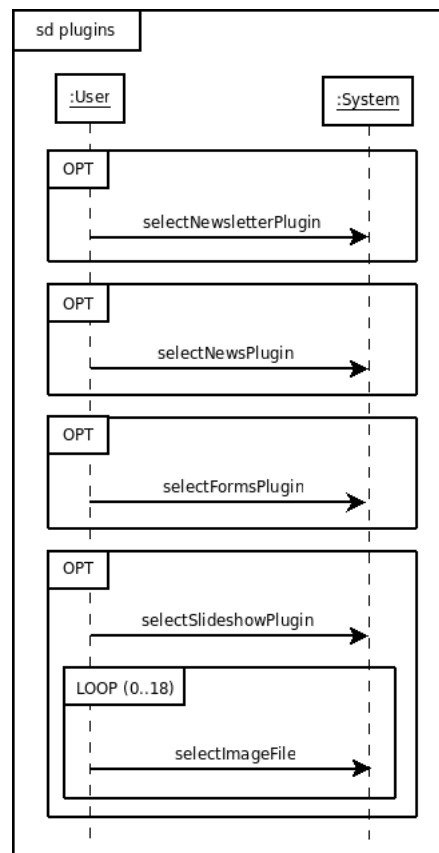 sd plugins
:User
:System
OPT
selectNewsletterPlugin
OPT
selectNewsPlugin
OPT
selectFormsPlugin
OPT
selectSlideshowPlugin
LOOP (0..18)
selectImageFile